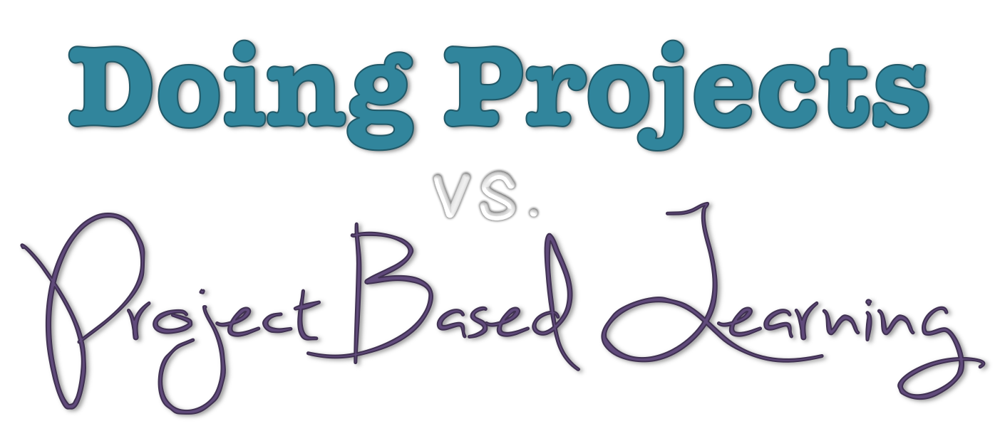 Doing Projects
vs.
Project Based Learning